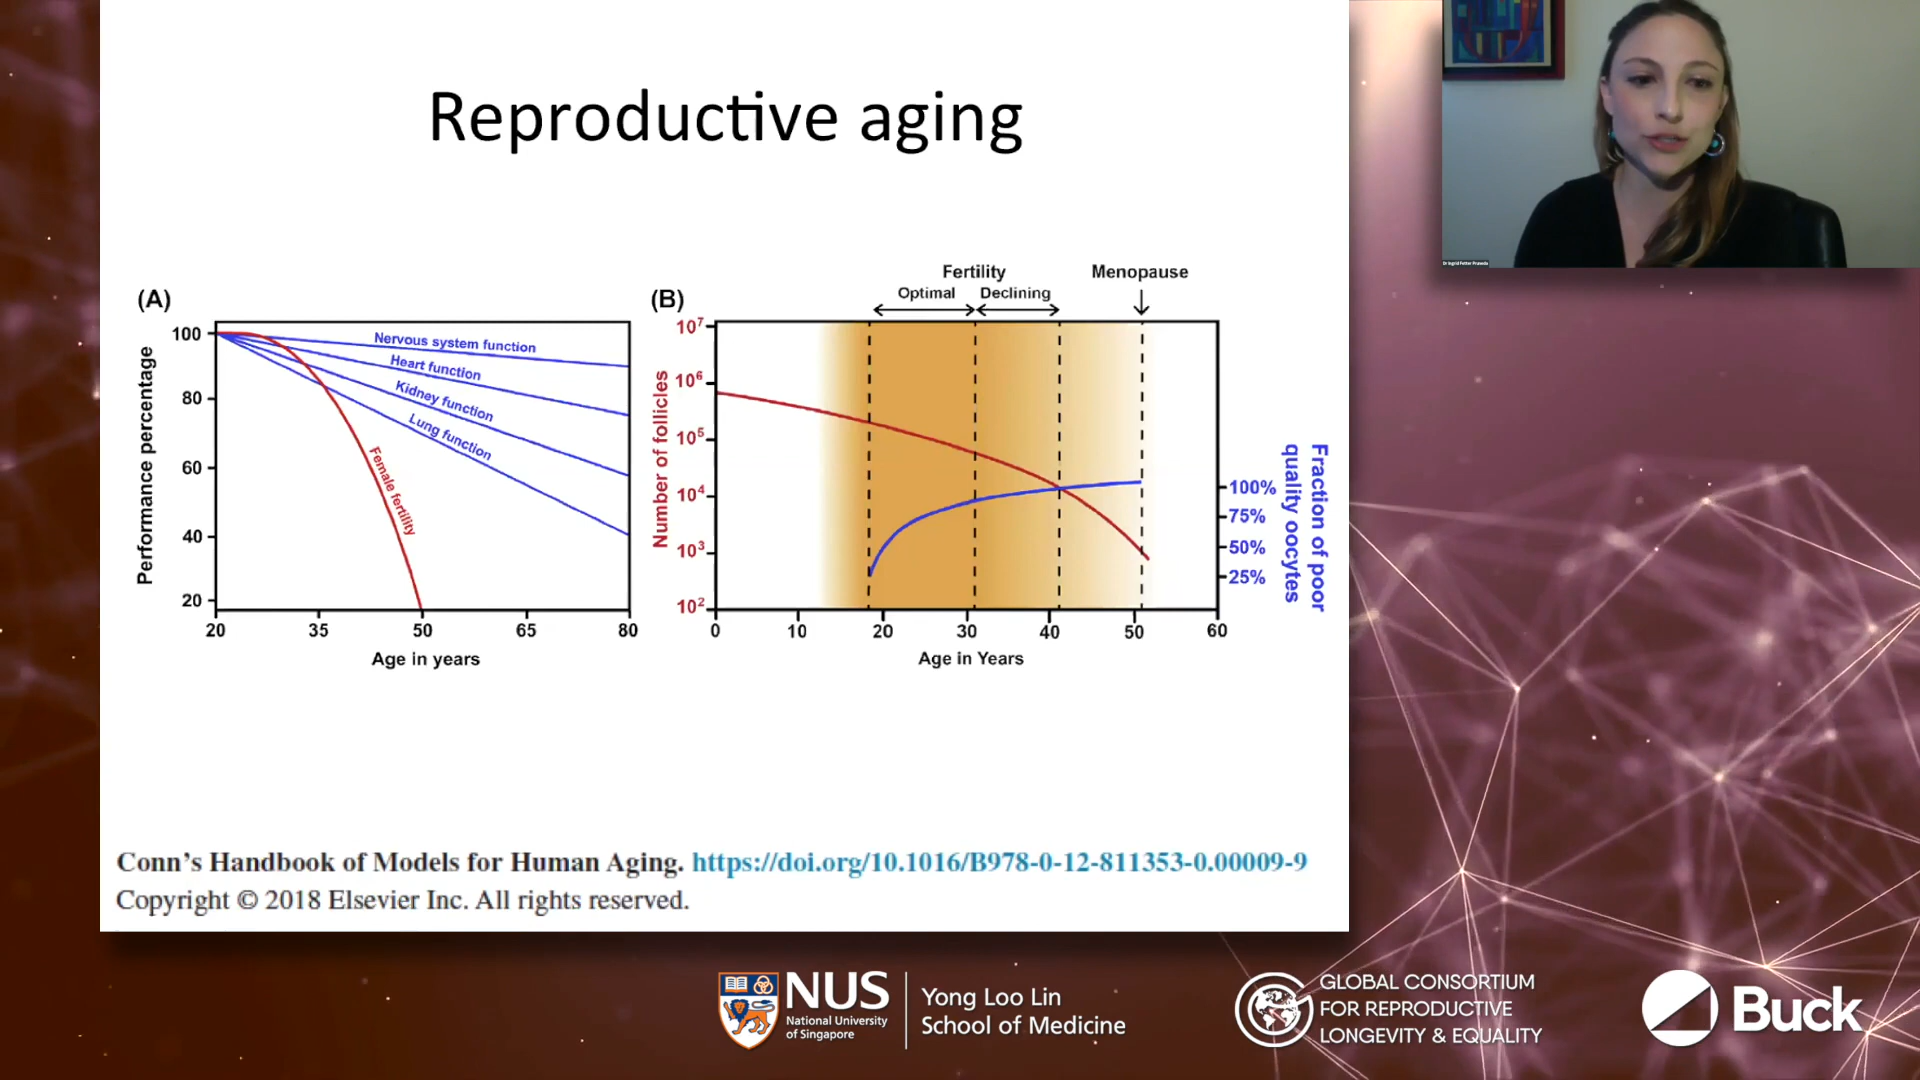 Reproductive aging
(A)
Performance percentage
100
80
60
40
20
Nervous system function
Heart function
Kidney function
Lung function
Female fertility
20 35 50 65 80
Age in years
(B)
Fertility
Optimal Declining
Menopause
Number of follicles
10⁷
10⁶
10⁵
10⁴
10³
10²
100%
75%
50%
25%
Fraction of poor
quality oocytes
0 10 20 30 40 50 60
Age in Years
Conn’s Handbook of Models for Human Aging. https://doi.org/10.1016/B978-0-12-811353-0.00009-9
Copyright © 2018 Elsevier Inc. All rights reserved.
NUS
National University
of Singapore
Yong Loo Lin
School of Medicine
GLOBAL CONSORTIUM
FOR REPRODUCTIVE
LONGEVITY & EQUALITY
Buck